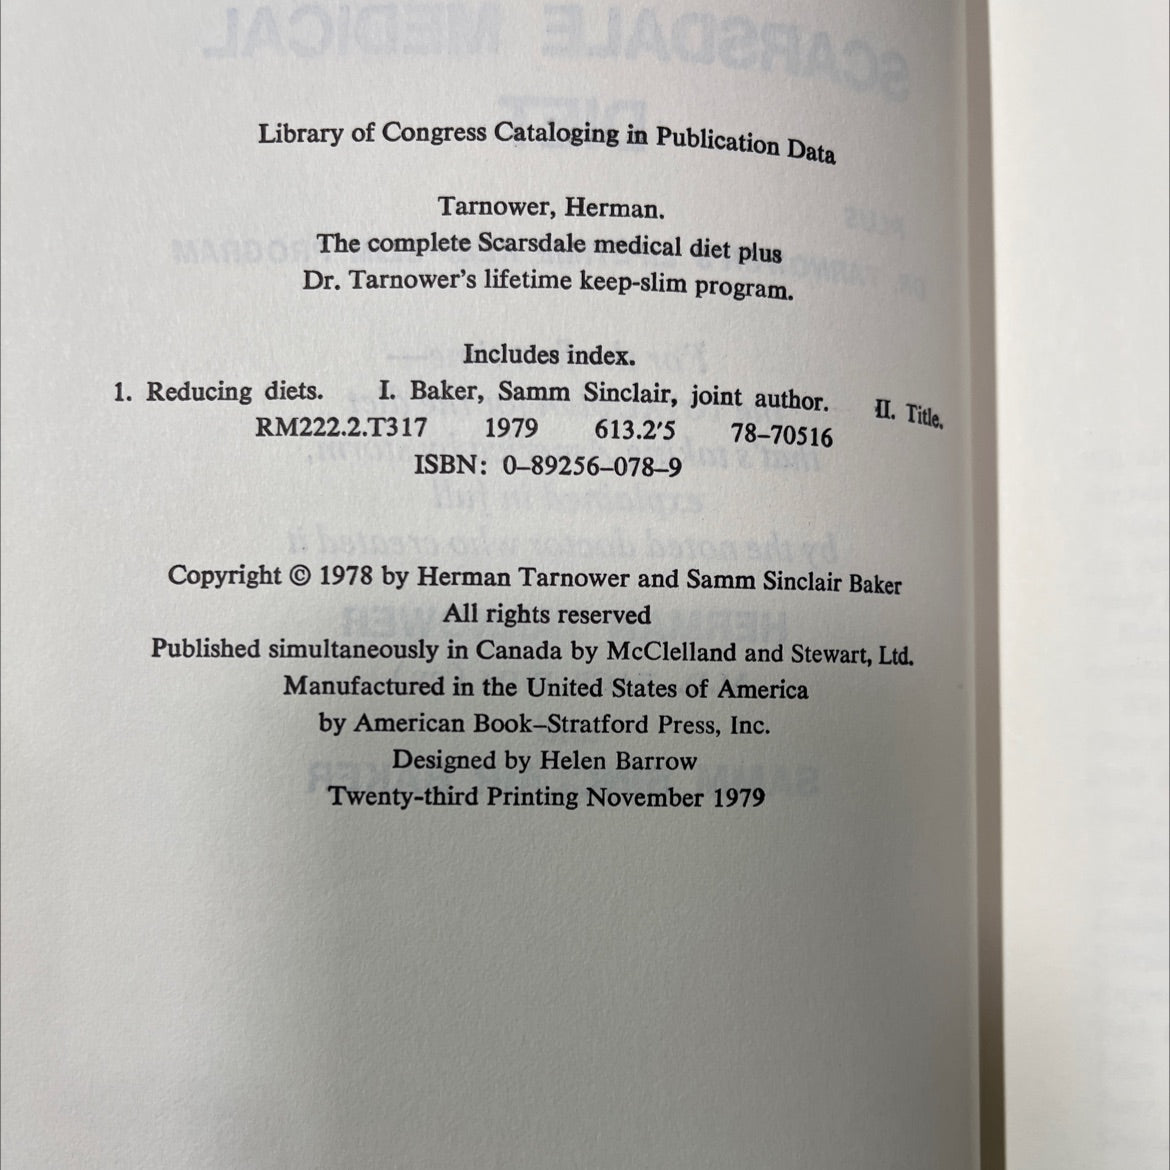 Library of Congress Cataloging in Publication Data
Tarnower, Herman.
The complete Scarsdale medical diet plus
Dr. Tarnower's lifetime keep-slim program.
Includes index.
1. Reducing diets. I. Baker, Samm Sinclair, joint author. II. Title.
RM222.2.T317 1979 613.2'5 78–70516
ISBN: 0–89256–078–9
Copyright © 1978 by Herman Tarnower and Samm Sinclair Baker
All rights reserved
Published simultaneously in Canada by McClelland and Stewart, Ltd.
Manufactured in the United States of America
by American Book–Stratford Press, Inc.
Designed by Helen Barrow
Twenty-third Printing November 1979